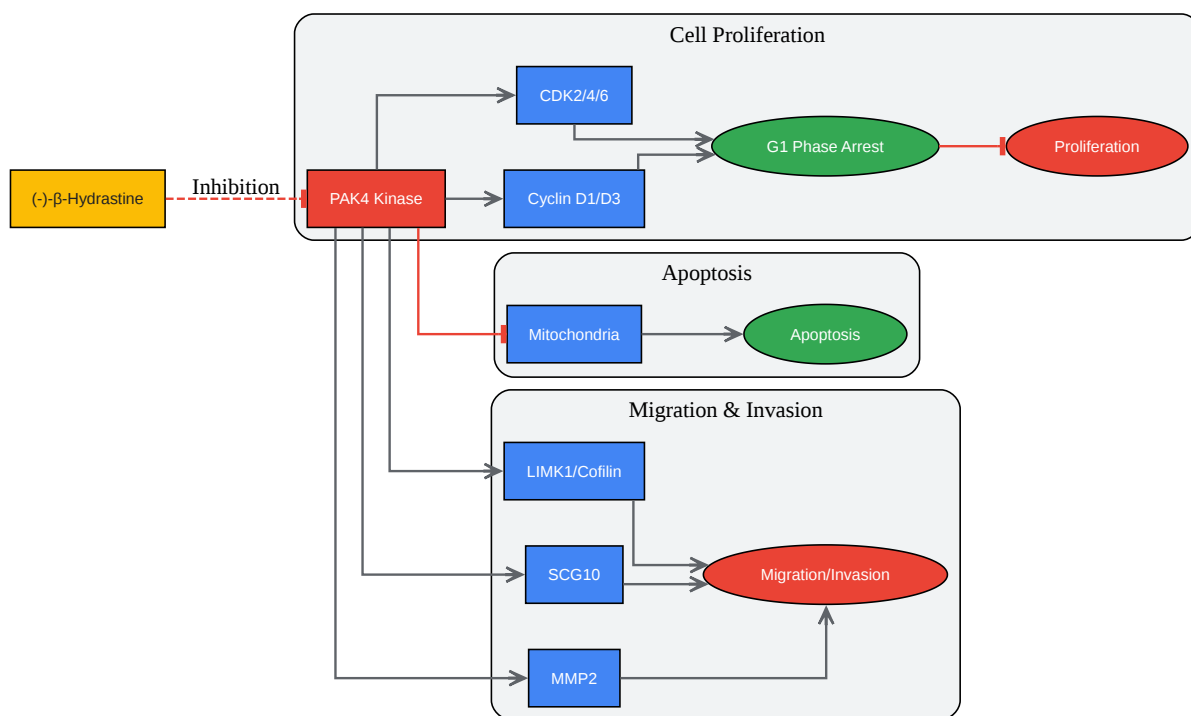 Cell Proliferation
CDK2/4/6
G1 Phase Arrest
Proliferation
(-)-β-Hydrastine
Inhibition
PAK4 Kinase
Cyclin D1/D3
Apoptosis
Mitochondria
Apoptosis
Migration & Invasion
LIMK1/Cofilin
SCG10
Migration/Invasion
MMP2